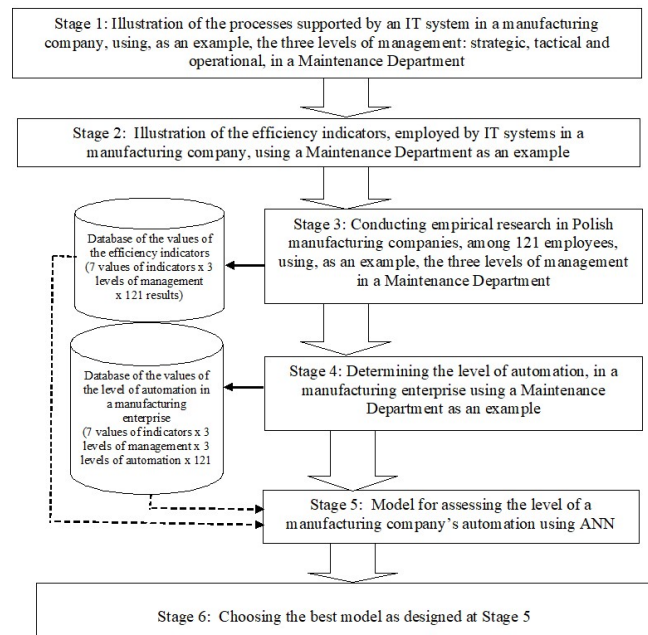 Stage 1: Illustration of the processes supported by an IT system in a manufacturing
company, using, as an example, the three levels of management: strategic, tactical and
operational, in a Maintenance Department
Stage 2: Illustration of the efficiency indicators, employed by IT systems in a
manufacturing company, using a Maintenance Department as an example
Database of the values of
the efficiency indicators
(7 values of indicators x 3
levels of management
x 121 results)
Stage 3: Conducting empirical research in Polish
manufacturing companies, among 121 employees,
using, as an example, the three levels of management
in a Maintenance Department
Database of the values of
the level of automation in
a manufacturing
enterprise
(7 values of indicators x 3
levels of management x 3
levels of automation x 121
Stage 4: Determining the level of automation, in a
manufacturing enterprise using a Maintenance
Department as an example
Stage 5: Model for assessing the level of a
manufacturing company's automation using ANN
Stage 6: Choosing the best model as designed at Stage 5